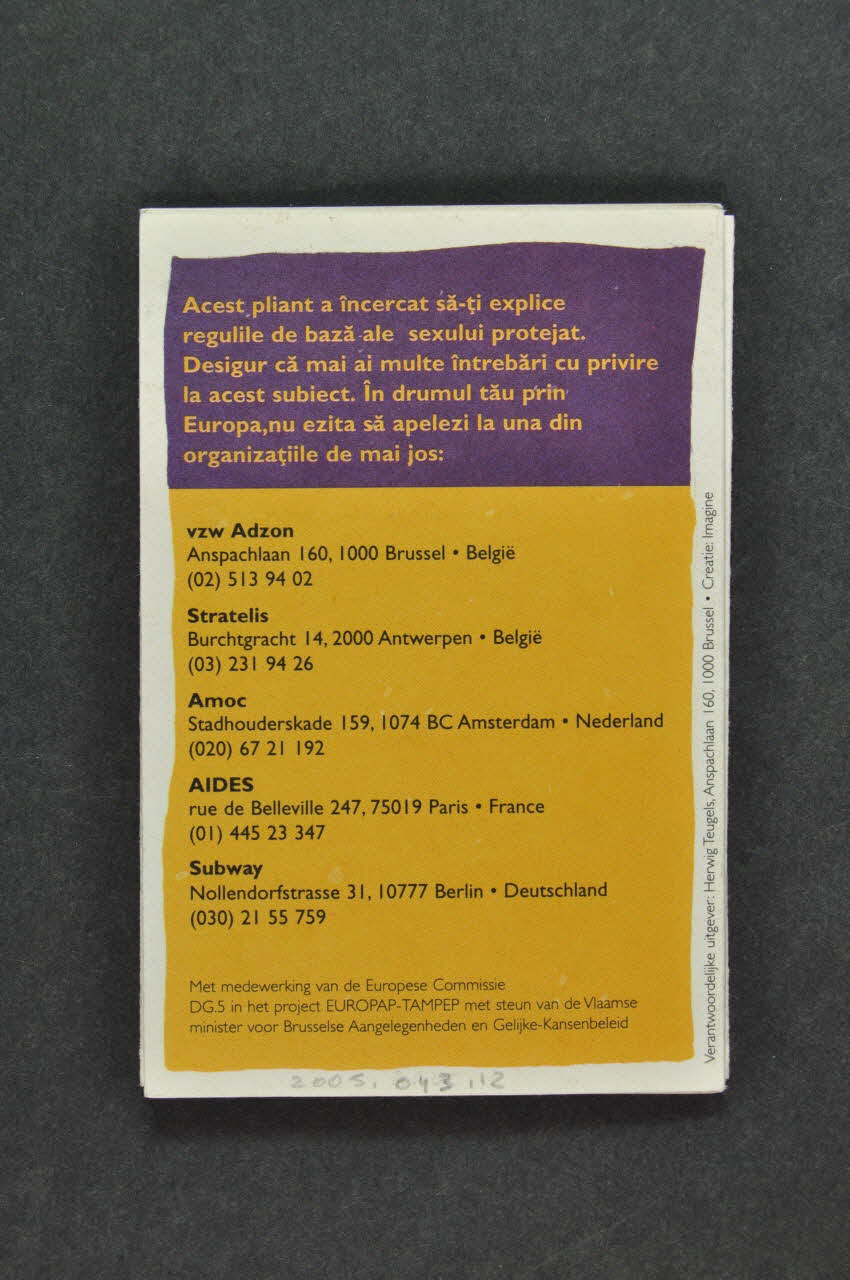 Acest pliant a încercat să-ţi explice
regulile de bază ale sexului protejat.
Desigur că mai ai multe întrebări cu privire
la acest subiect. În drumul tău prin
Europa,nu ezita să apelezi la una din
organizaţiile de mai jos:
vzw Adzon
Anspachlaan 160, 1000 Brussel • België
(02) 513 94 02
Stratelis
Burchtgracht 14, 2000 Antwerpen • België
(03) 231 94 26
Amoc
Stadhouderskade 159, 1074 BC Amsterdam • Nederland
(020) 67 21 192
AIDES
rue de Belleville 247, 75019 Paris • France
(01) 445 23 347
Subway
Nollendorfstrasse 31, 10777 Berlin • Deutschland
(030) 21 55 759
Met medewerking van de Europese Commissie
DG.5 in het project EUROPAP-TAMPEP met steun van de Vlaamse
minister voor Brusselse Aangelegenheden en Gelijke-Kansenbeleid
Verantwoordelijke uitgever: Herwig Teugels, Anspachlaan 160, 1000 Brussel • Creatie: Imagine
2005. 043 .12